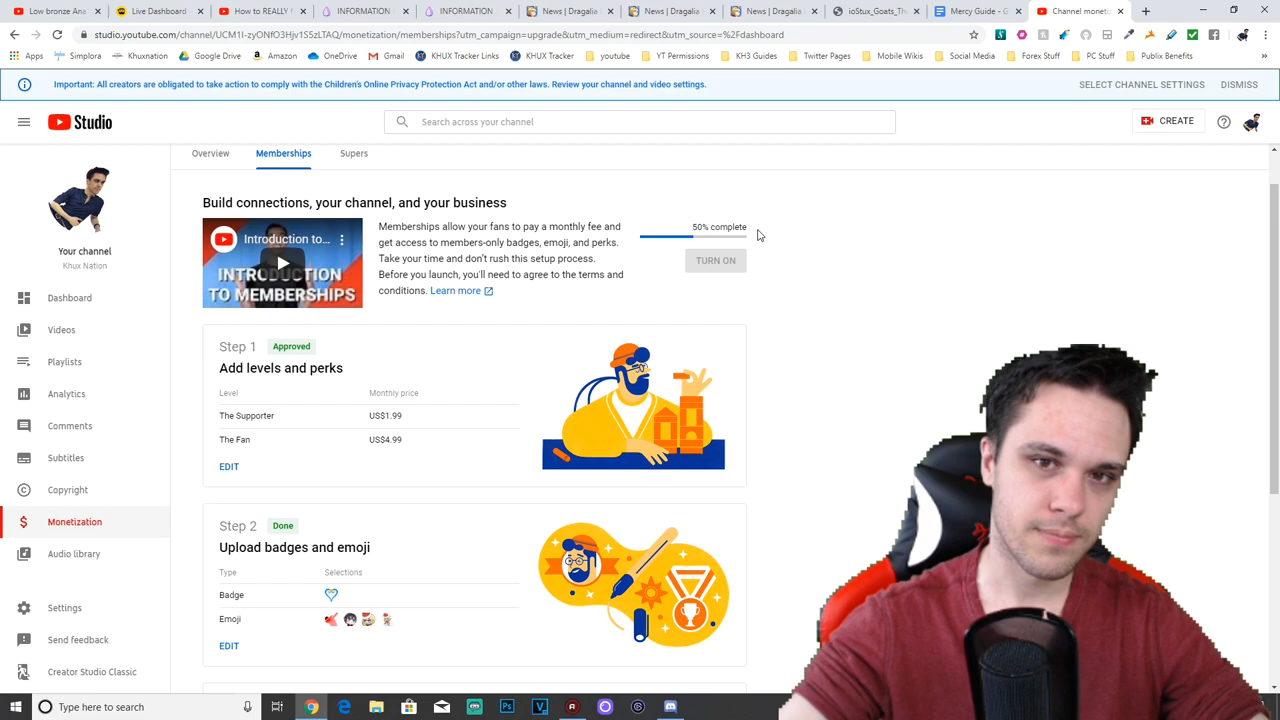 Low bronze and brow
Live Dashboard
How to REALLY F
INFORMATION
INFORMATION
News | Dragalia
News | Dragalia
News | Dragalia
ioStux_Goats_Th
Mercy Guide - G
Channel moneti
studio.youtube.com/channel/UCM1I-zyONfO3Hjv1S5zLTAQ/monetization/memberships?utm_campaign=upgrade&utm_medium=redirect&utm_source=%2Fdashboard
Apps
Simplora
Khuxnation
Google Drive
Amazon
OneDrive
Gmail
KHUX Tracker Links
youtube
YT Permissions
KH3 Guides
Twitter Pages
Mobile Wikis
Social Media
Forex Stuff
PC Stuff
Publix Benefits
»
Important: All creators are obligated to take action to comply with the Children's Online Privacy Protection Act and/or other laws. Review your channel and video settings.
SELECT CHANNEL SETTINGS
DISMISS
Studio
Search across your channel
CREATE
Overview
Memberships
Supers
Your channel
Khux Nation
Dashboard
Videos
Playlists
Analytics
Comments
Subtitles
Copyright
Monetization
Audio library
Settings
Send feedback
Creator Studio Classic
Build connections, your channel, and your business
Introduction to...
INTRODUCTION
TO MEMBERSHIPS
Memberships allow your fans to pay a monthly fee and
get access to members-only badges, emoji, and perks.
Take your time and don't rush this setup process.
Before you launch, you'll need to agree to the terms and
conditions. Learn more
50% complete
TURN ON
Step 1 Approved
Add levels and perks
Level Monthly price
The Supporter US$1.99
The Fan US$4.99
EDIT
Step 2 Done
Upload badges and emoji
Type Selections
Badge
Emoji
EDIT
Type here to search